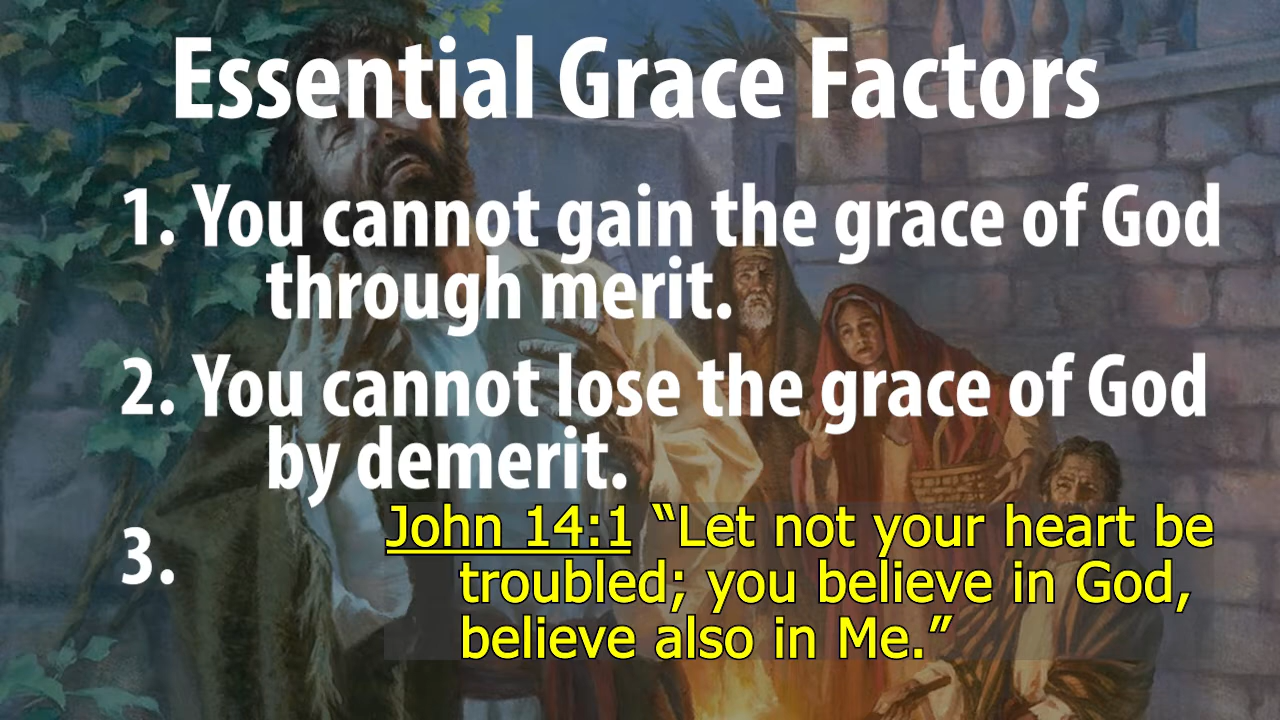 Essential Grace Factors
1. You cannot gain the grace of God
through merit.
2. You cannot lose the grace of God
by demerit.
3.
John 14:1 “Let not your heart be
troubled; you believe in God,
believe also in Me.”